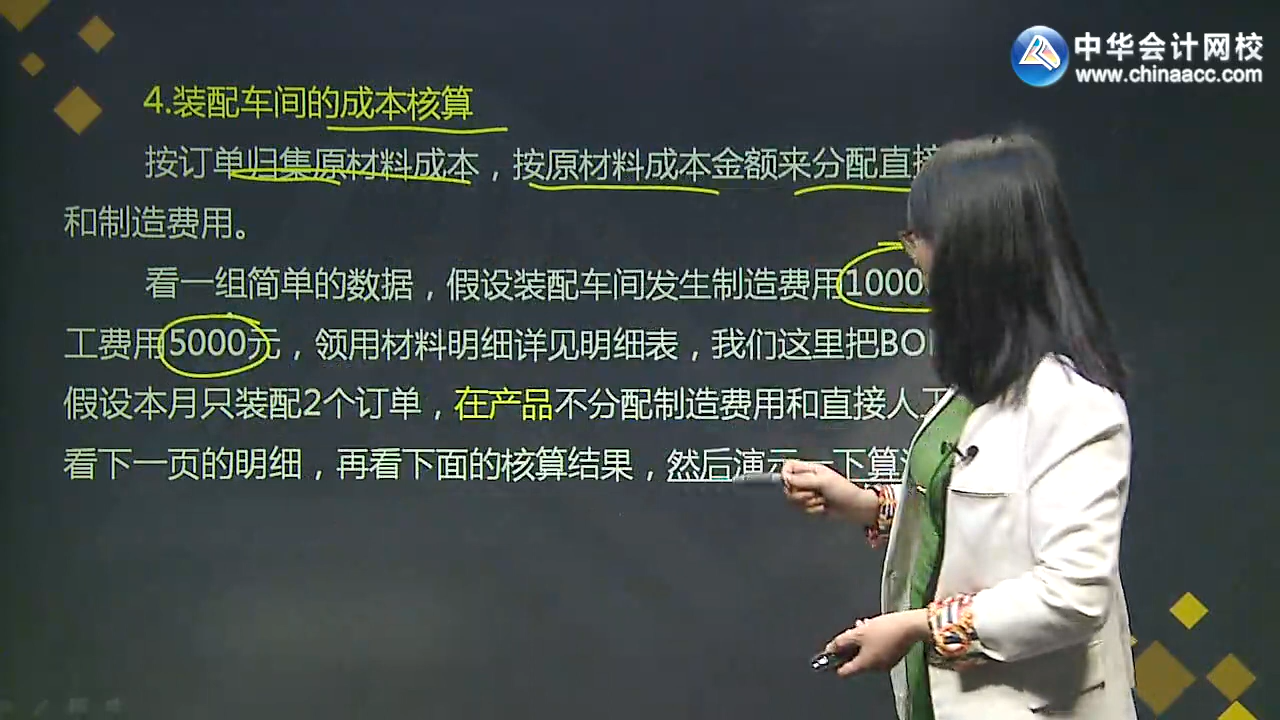 中华会计网校
www.chinaacc.com
4.装配车间的成本核算
按订单归集原材料成本，按原材料成本金额来分配直接
和制造费用。
看一组简单的数据，假设装配车间发生制造费用1000
工费用5000元，领用材料明细详见明细表，我们这里把BO
假设本月只装配2个订单，在产品不分配制造费用和直接人工
看下一页的明细，再看下面的核算结果，然后演示一下算